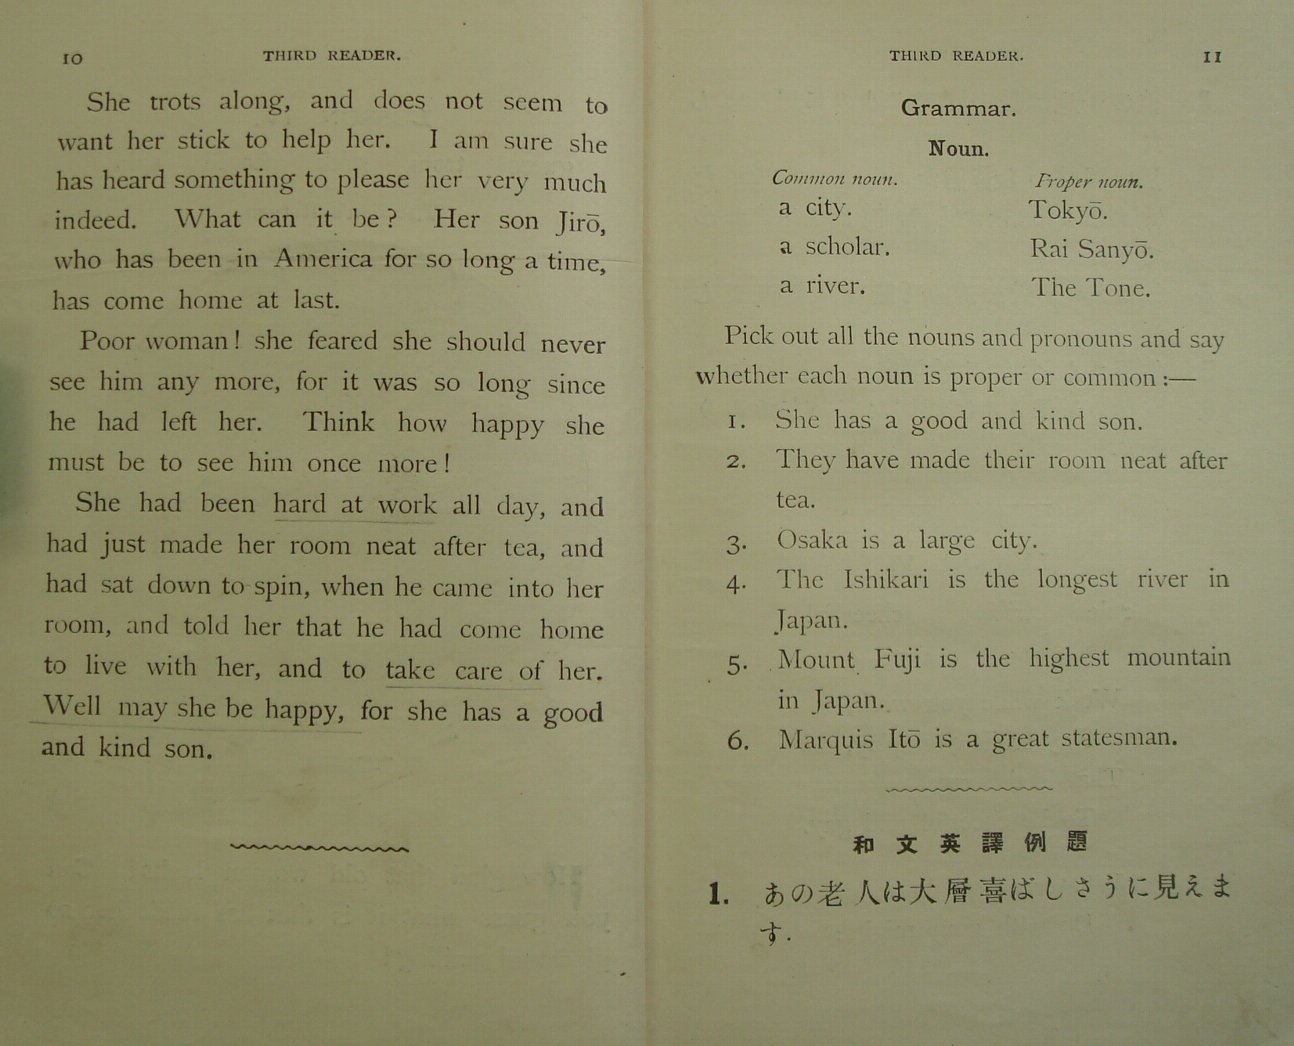 10 THIRD READER.
She trots along, and does not seem to
want her stick to help her. I am sure she
has heard something to please her very much
indeed. What can it be? Her son Jirō,
who has been in America for so long a time,
has come home at last.
Poor woman! she feared she should never
see him any more, for it was so long since
he had left her. Think how happy she
must be to see him once more!
She had been hard at work all day, and
had just made her room neat after tea, and
had sat down to spin, when he came into her
room, and told her that he had come home
to live with her, and to take care of her.
Well may she be happy, for she has a good
and kind son.
THIRD READER. 11
Grammar.
Noun.
Common noun. Proper noun.
a city. Tokyō.
a scholar. Rai Sanyō.
a river. The Tone.
Pick out all the nouns and pronouns and say
whether each noun is proper or common:—
1. She has a good and kind son.
2. They have made their room neat after
tea.
3. Osaka is a large city.
4. The Ishikari is the longest river in
Japan.
5. Mount Fuji is the highest mountain
in Japan.
6. Marquis Itō is a great statesman.
和文英譯例題
1. あの老人は大層喜ばしさうに見えま
す.